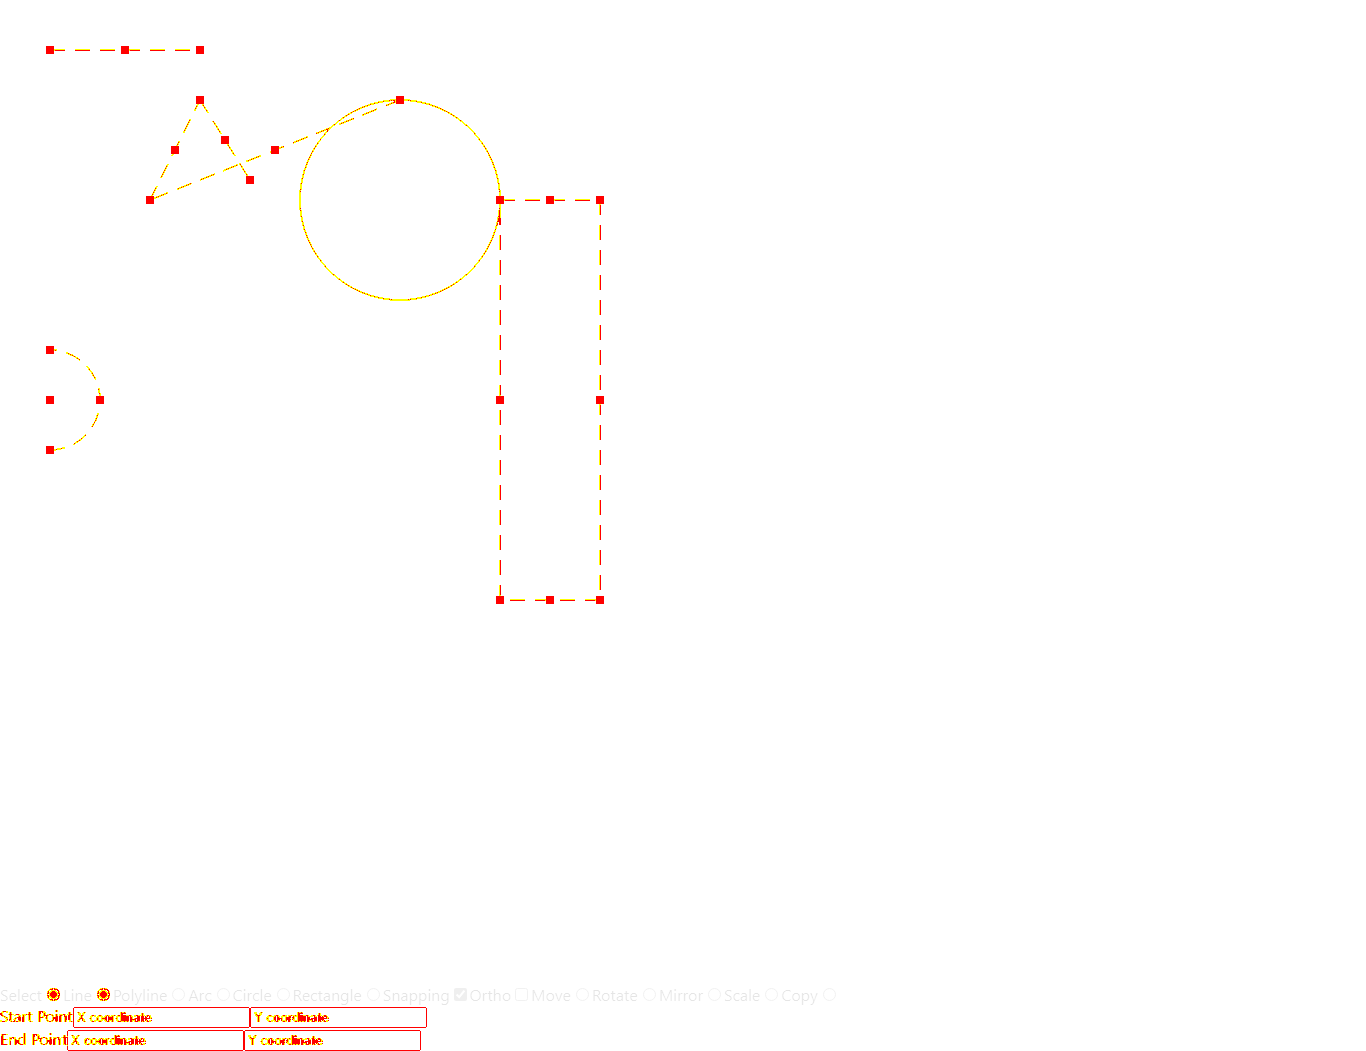 Select Line Polyline Arc Circle Rectangle Snapping Ortho Move Rotate Mirror Scale Copy
Start Point X coordinate Y coordinate
End Point X coordinate Y coordinate